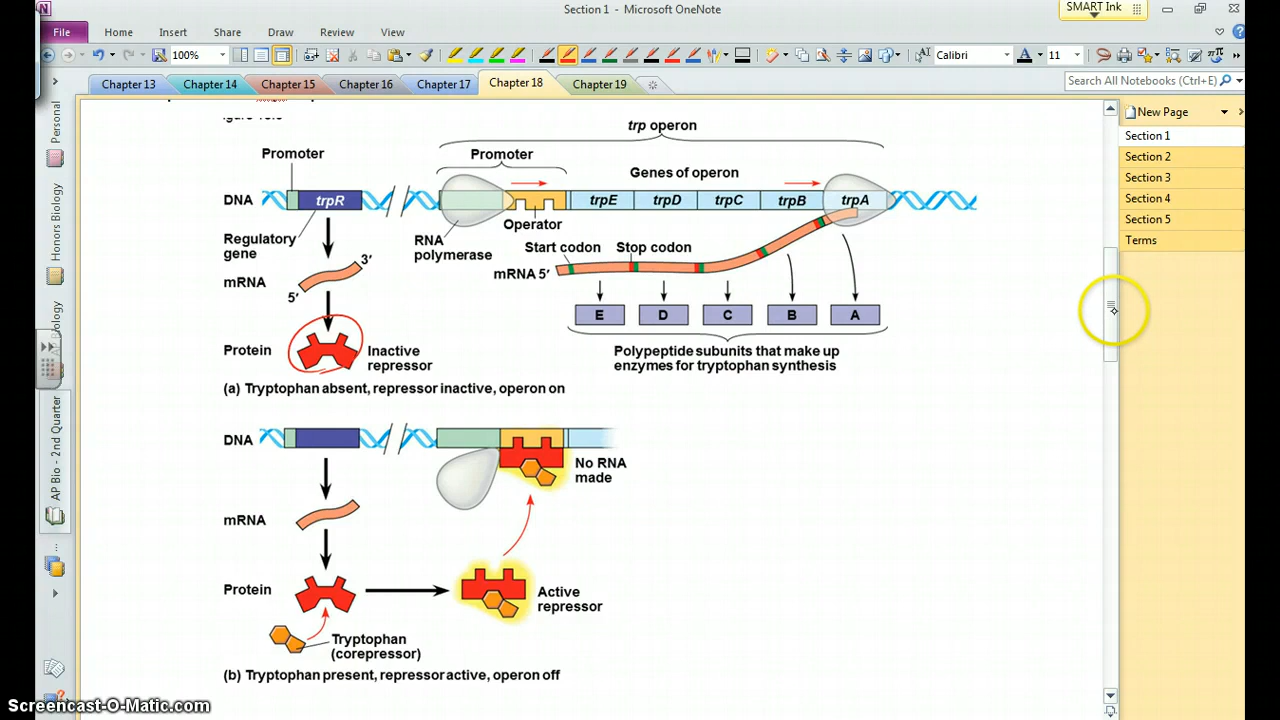 Section 1 - Microsoft OneNote
SMART Ink
File Home Insert Share Draw Review View
100% Calibri 11
Chapter 13 Chapter 14 Chapter 15 Chapter 16 Chapter 17 Chapter 18 Chapter 19
Search All Notebooks (Ctrl+E)
New Page
Section 1
Section 2
Section 3
Section 4
Section 5
Terms
Personal
Honors Biology
AP Bio - 2nd Quarter
trp operon
Promoter
Promoter
Genes of operon
DNA
trpR
trpE trpD trpC trpB trpA
Operator
Regulatory
gene
RNA
polymerase
Start codon
Stop codon
3′
mRNA
mRNA 5′
5′
E D C B A
Protein
Inactive
repressor
Polypeptide subunits that make up
enzymes for tryptophan synthesis
(a) Tryptophan absent, repressor inactive, operon on
DNA
No RNA
made
mRNA
Protein
Active
repressor
Tryptophan
(corepressor)
(b) Tryptophan present, repressor active, operon off
Screencast-O-Matic.com